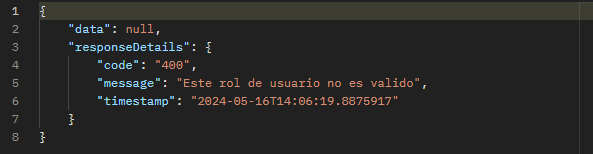 1 {
2 "data": null,
3 "responseDetails": {
4 "code": "400",
5 "message": "Este rol de usuario no es valido",
6 "timestamp": "2024-05-16T14:06:19.8875917"
7 }
8 }